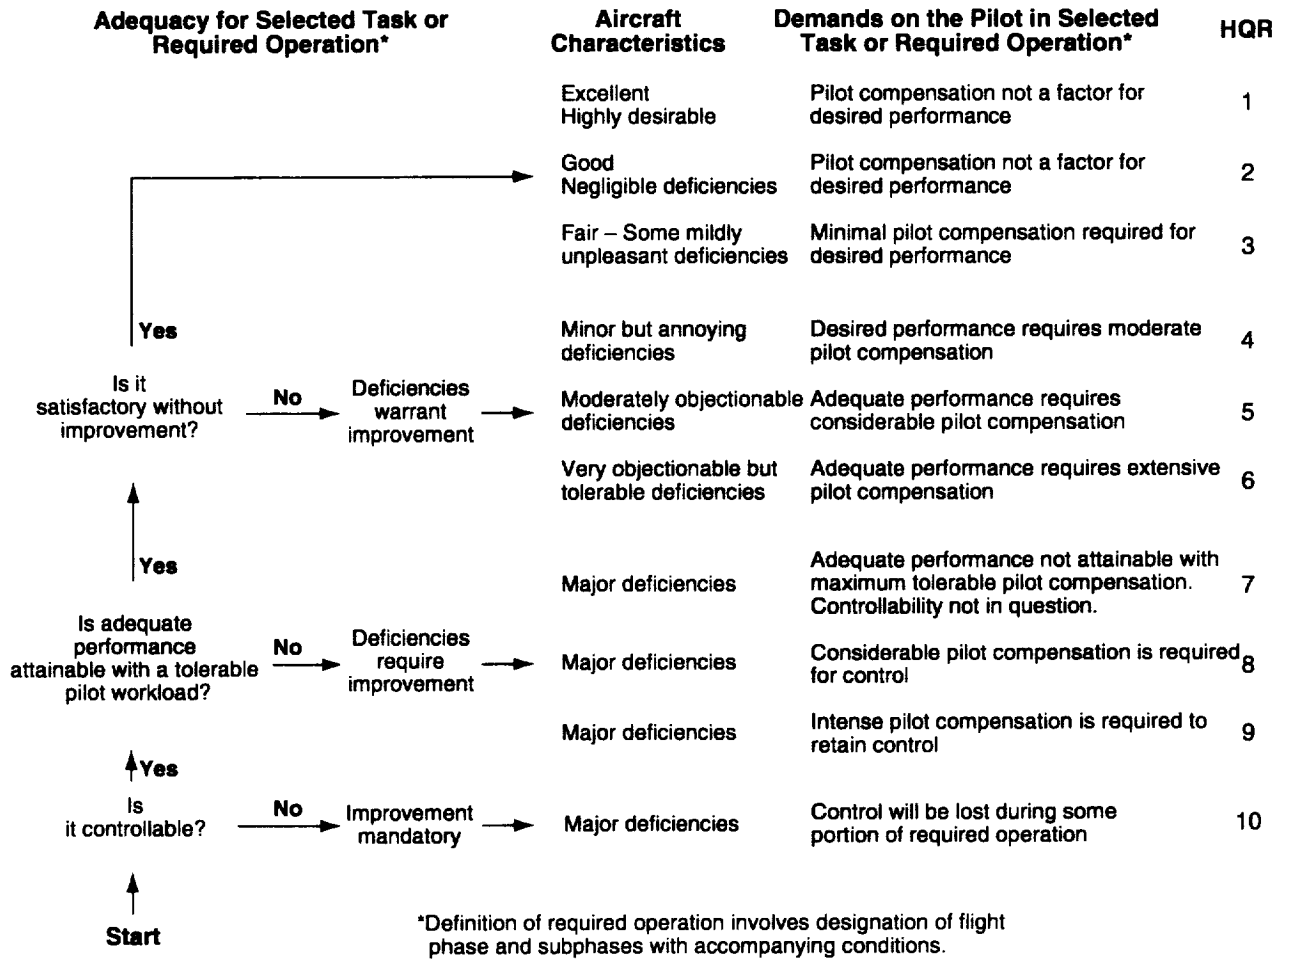 Adequacy for Selected Task or
Required Operation*
Aircraft
Characteristics
Demands on the Pilot in Selected
Task or Required Operation*
HQR
Excellent
Highly desirable
Pilot compensation not a factor for
desired performance
1
Good
Negligible deficiencies
Pilot compensation not a factor for
desired performance
2
Fair – Some mildly
unpleasant deficiencies
Minimal pilot compensation required for
desired performance
3
Yes
Minor but annoying
deficiencies
Desired performance requires moderate
pilot compensation
4
Is it
satisfactory without
improvement?
No
Deficiencies
warrant
improvement
Moderately objectionable
deficiencies
Adequate performance requires
considerable pilot compensation
5
Very objectionable but
tolerable deficiencies
Adequate performance requires extensive
pilot compensation
6
Yes
Major deficiencies
Adequate performance not attainable with
maximum tolerable pilot compensation.
Controllability not in question.
7
Is adequate
performance
attainable with a tolerable
pilot workload?
No
Deficiencies
require
improvement
Major deficiencies
Considerable pilot compensation is required
for control
8
Major deficiencies
Intense pilot compensation is required to
retain control
9
Yes
Is
it controllable?
No
Improvement
mandatory
Major deficiencies
Control will be lost during some
portion of required operation
10
Start
*Definition of required operation involves designation of flight
phase and subphases with accompanying conditions.